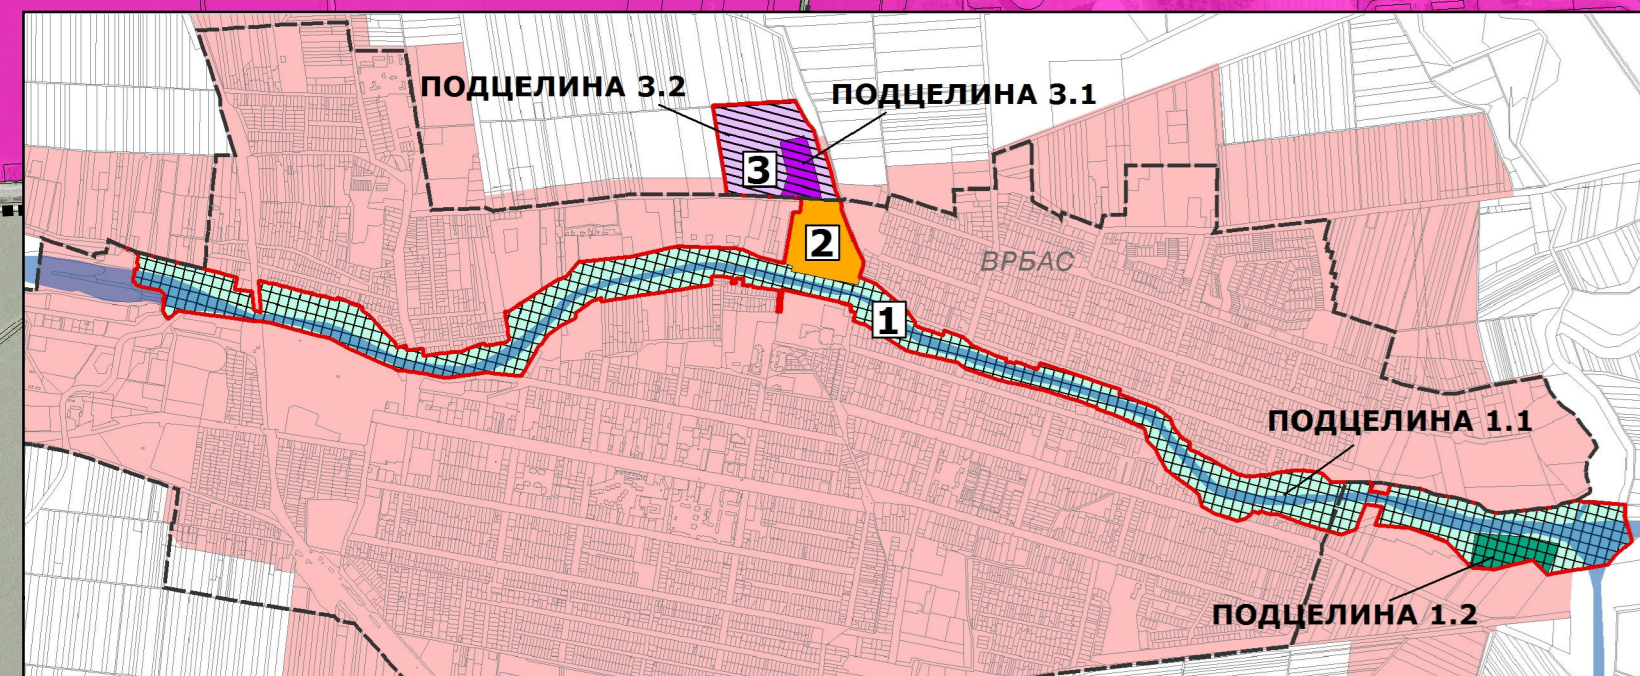 ПОДЦЕЛИНА 3.2
ПОДЦЕЛИНА 3.1
3
2
ВРБАС
1
ПОДЦЕЛИНА 1.1
ПОДЦЕЛИНА 1.2